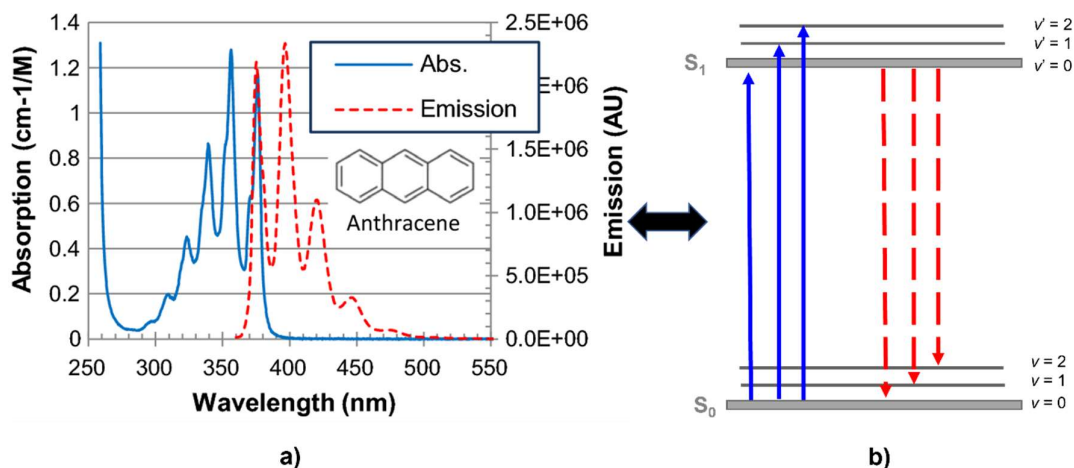 1.4
1.2
1
0.8
0.6
0.4
0.2
0
Absorption (cm-1/M)
250
300
350
400
450
500
550
Wavelength (nm)
Abs.
Emission
Anthracene
2.5E+06
06
1.5E+06
1.0E+06
5.0E+05
0.0E+00
Emission (AU)
a)
S1
v' = 2
v' = 1
v' = 0
S0
v = 2
v = 1
v = 0
b)